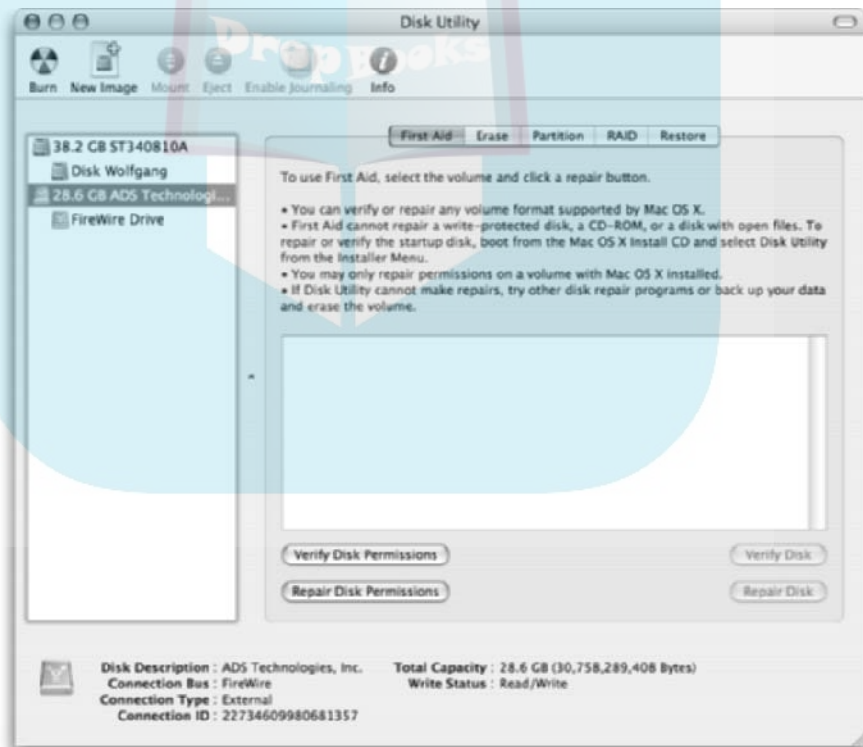 Disk Utility
Drop Books
Burn New Image Mount Eject Enable Journaling Info
First Aid Erase Partition RAID Restore
38.2 GB ST340810A
Disk Wolfgang
28.6 GB ADS Technologi...
FireWire Drive
To use First Aid, select the volume and click a repair button.
• You can verify or repair any volume format supported by Mac OS X.
• First Aid cannot repair a write-protected disk, a CD-ROM, or a disk with open files. To
repair or verify the startup disk, boot from the Mac OS X Install CD and select Disk Utility
from the Installer Menu.
• You may only repair permissions on a volume with Mac OS X installed.
• If Disk Utility cannot make repairs, try other disk repair programs or back up your data
and erase the volume.
Verify Disk Permissions Verify Disk
Repair Disk Permissions Repair Disk
Disk Description : ADS Technologies, Inc. Total Capacity : 28.6 GB (30,758,289,408 Bytes)
Connection Bus : FireWire Write Status : Read/Write
Connection Type : External
Connection ID : 22734609980681357